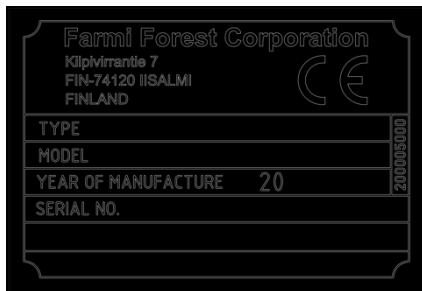 Farmi Forest Corporation
Kilpivirrantie 7
FIN-74120 IISALMI
FINLAND
CE
TYPE
MODEL
YEAR OF MANUFACTURE 20
SERIAL NO.
200005000